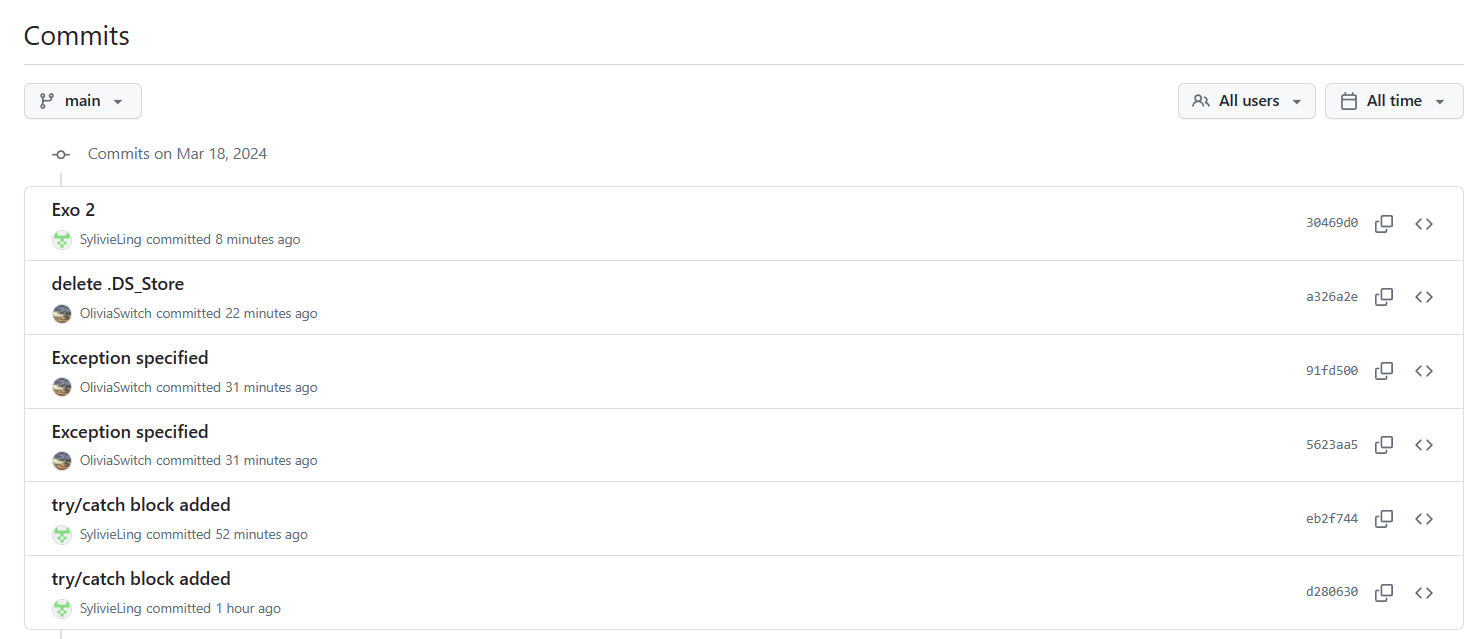 Commits
main
All users
All time
Commits on Mar 18, 2024
Exo 2
30469d0
SylivieLing committed 8 minutes ago
delete .DS_Store
a326a2e
OliviaSwitch committed 22 minutes ago
Exception specified
91fd500
OliviaSwitch committed 31 minutes ago
Exception specified
5623aa5
OliviaSwitch committed 31 minutes ago
try/catch block added
eb2f744
SylivieLing committed 52 minutes ago
try/catch block added
d280630
SylivieLing committed 1 hour ago